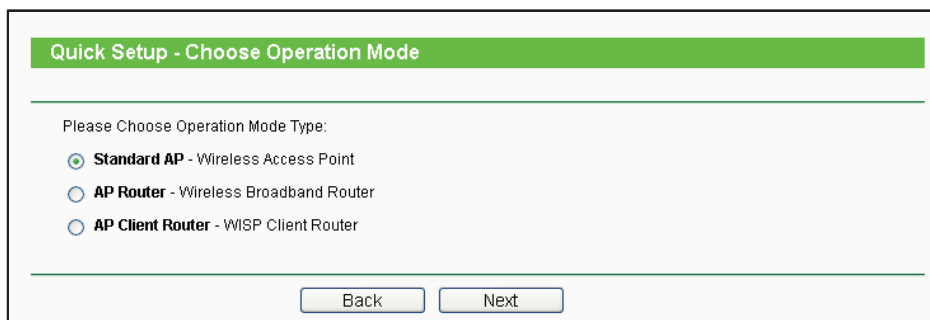 Quick Setup - Choose Operation Mode
Please Choose Operation Mode Type:
Standard AP - Wireless Access Point
AP Router - Wireless Broadband Router
AP Client Router - WISP Client Router
Back Next